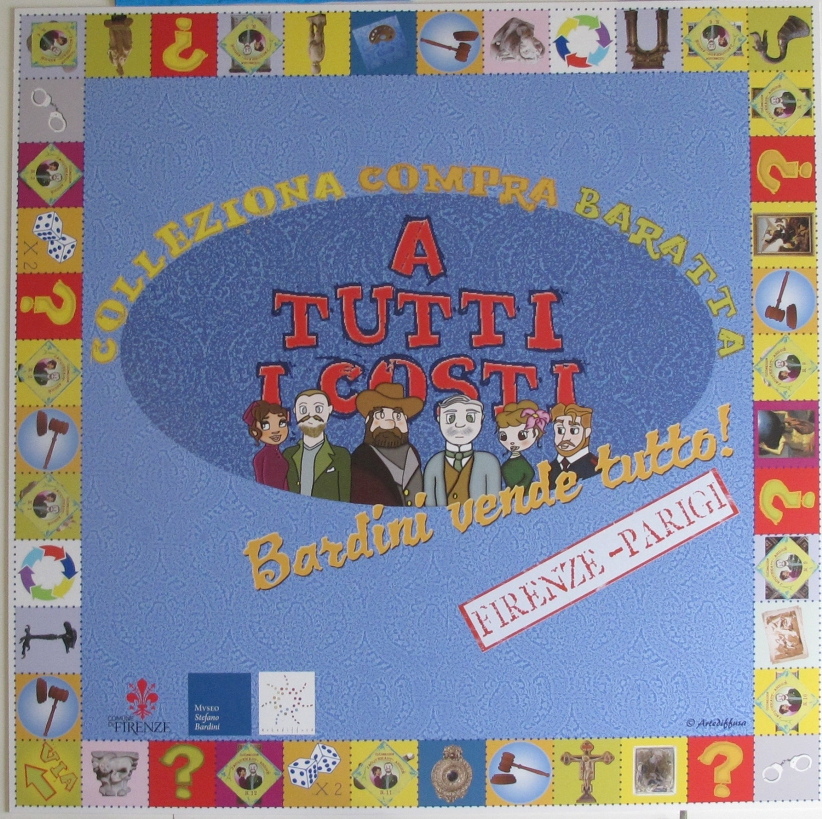 COLLEZIONA COMPRA BARATTA
A
TUTTI
I COSTI
Bardini vende tutto!
FIRENZE-PARIGI
X 2
COMUNE
DI FIRENZE
MUSEO
Stefano
Bardini
artediffusa
© Artediffusa
VIA
?
?
X 2
?
?
?
?
?